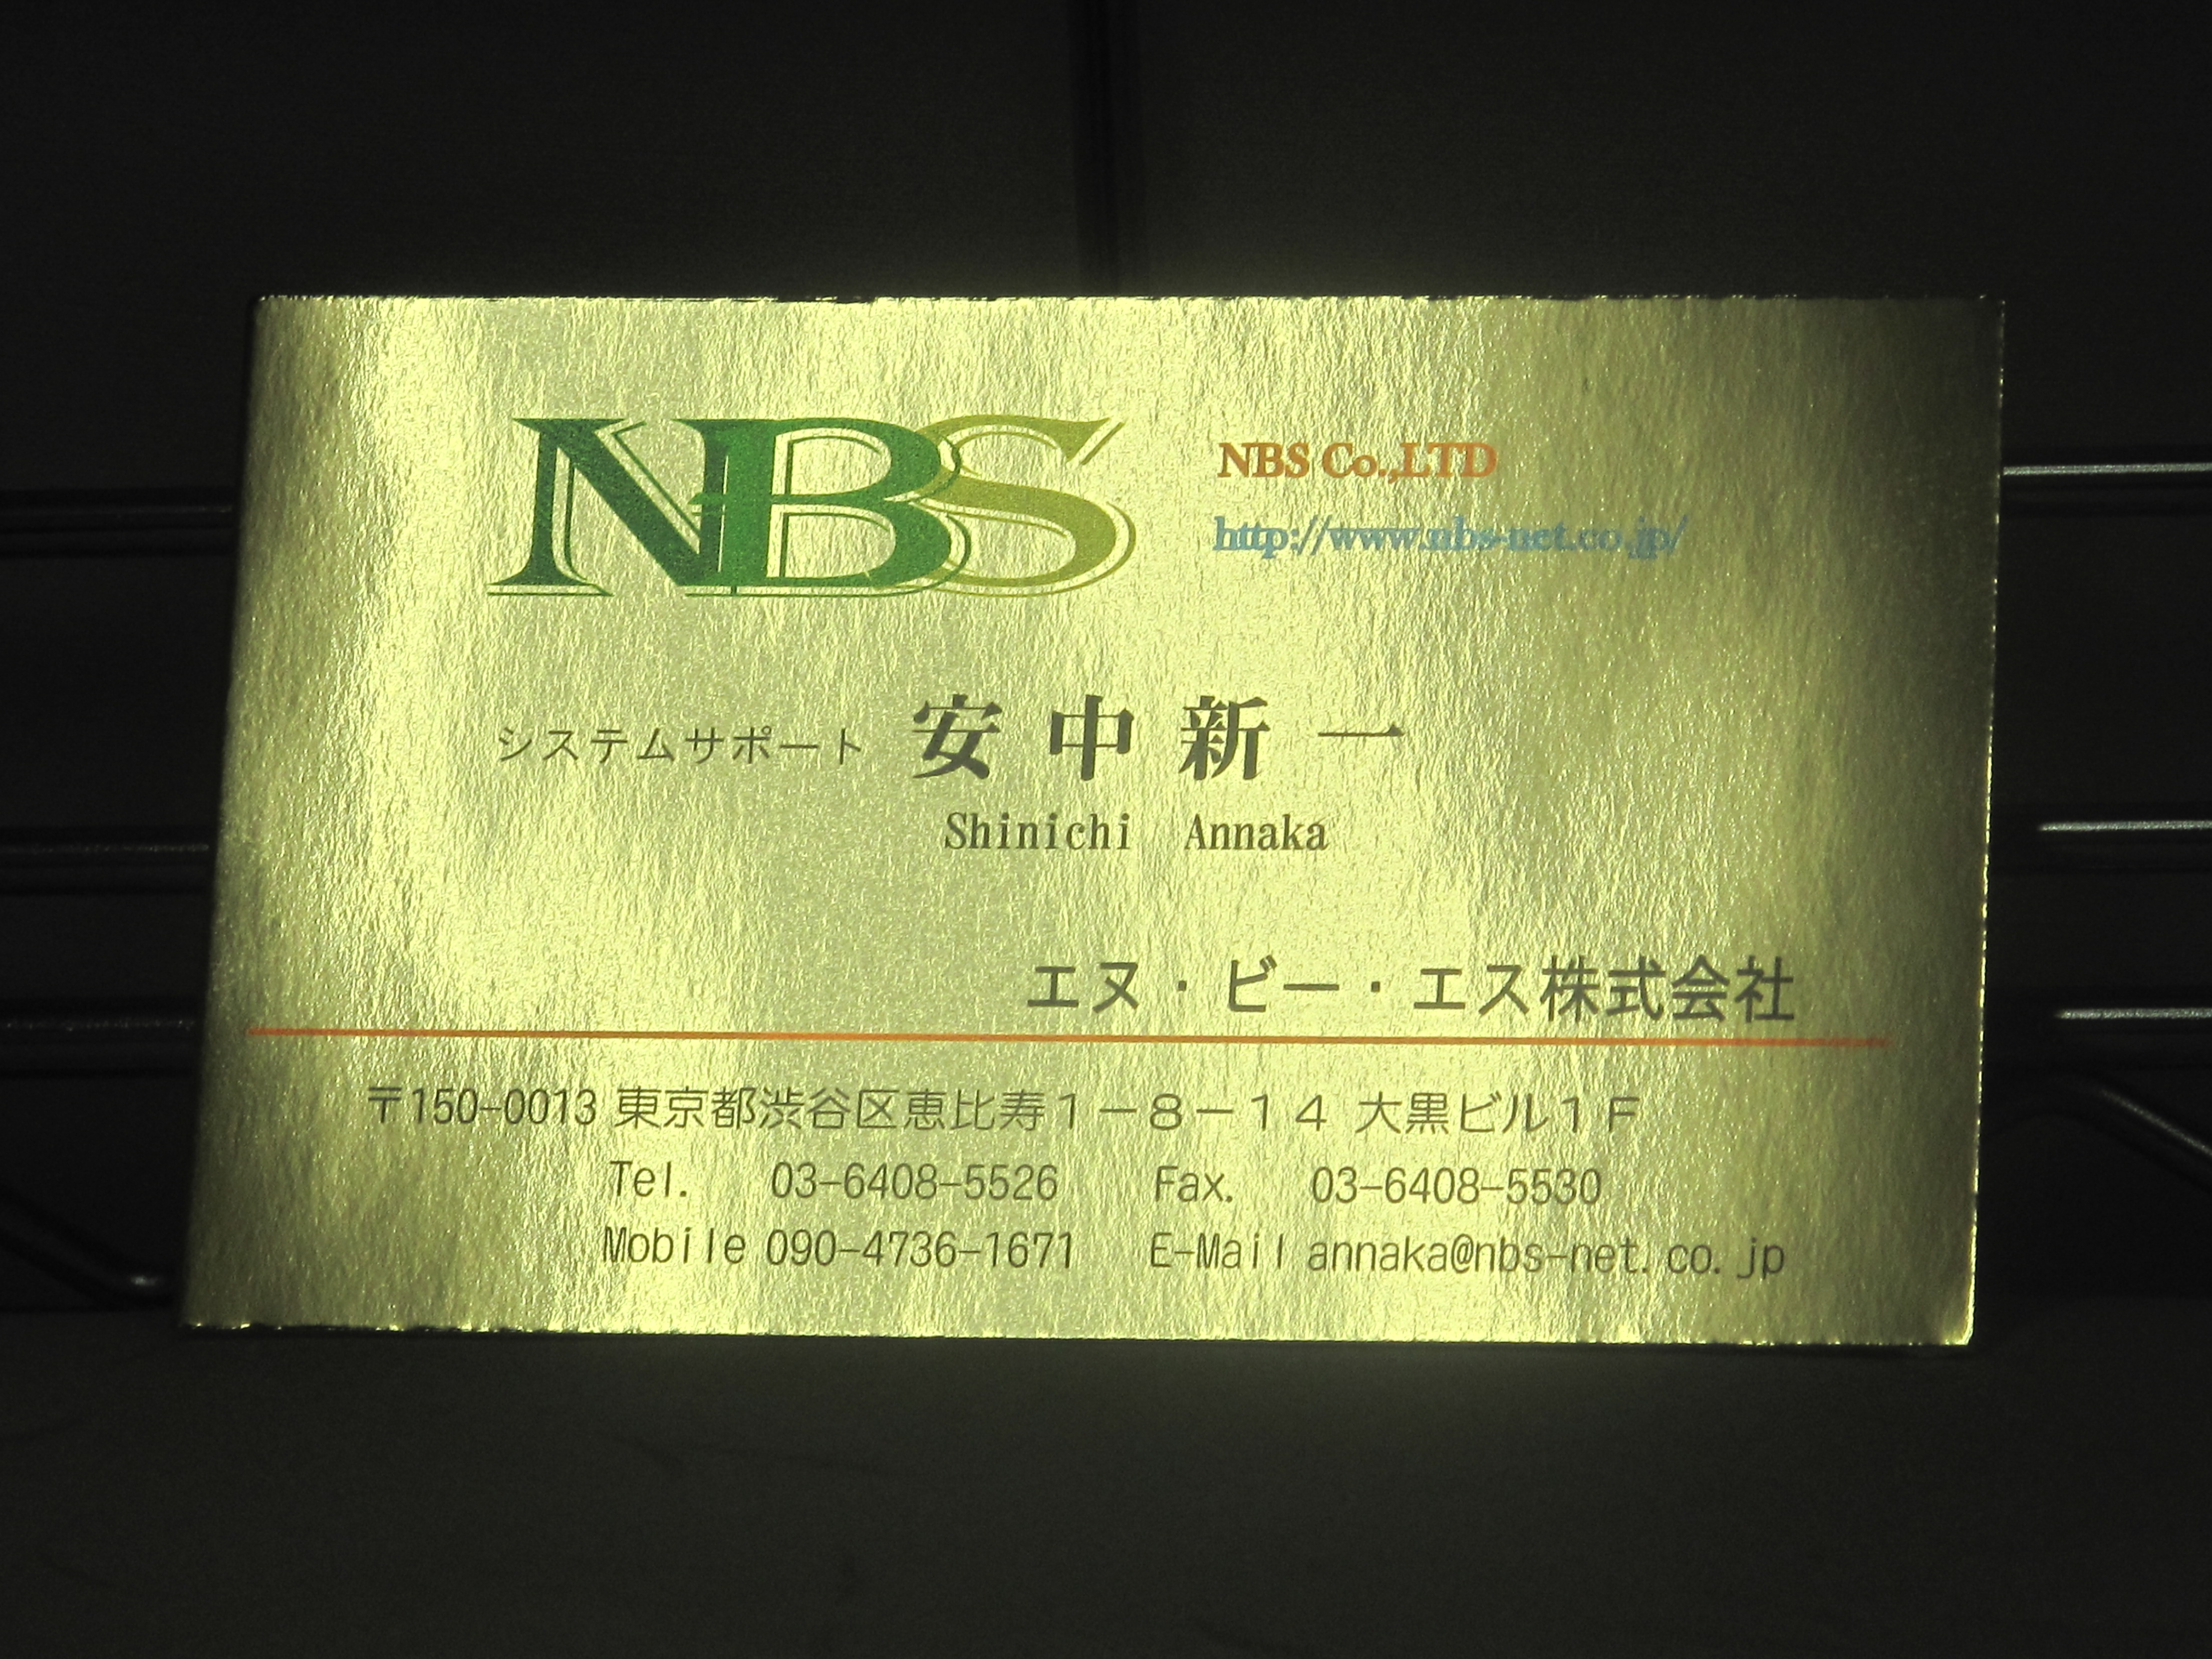 NBS
NBS Co.,LTD
http://www.nbs-net.co.jp/
システムサポート 安中新一
Shinichi Annaka
エヌ・ビー・エス株式会社
〒150-0013 東京都渋谷区恵比寿1-8-14 大黒ビル1F
Tel. 03-6408-5526 Fax. 03-6408-5530
Mobile 090-4736-1671 E-Mail annaka@nbs-net.co.jp